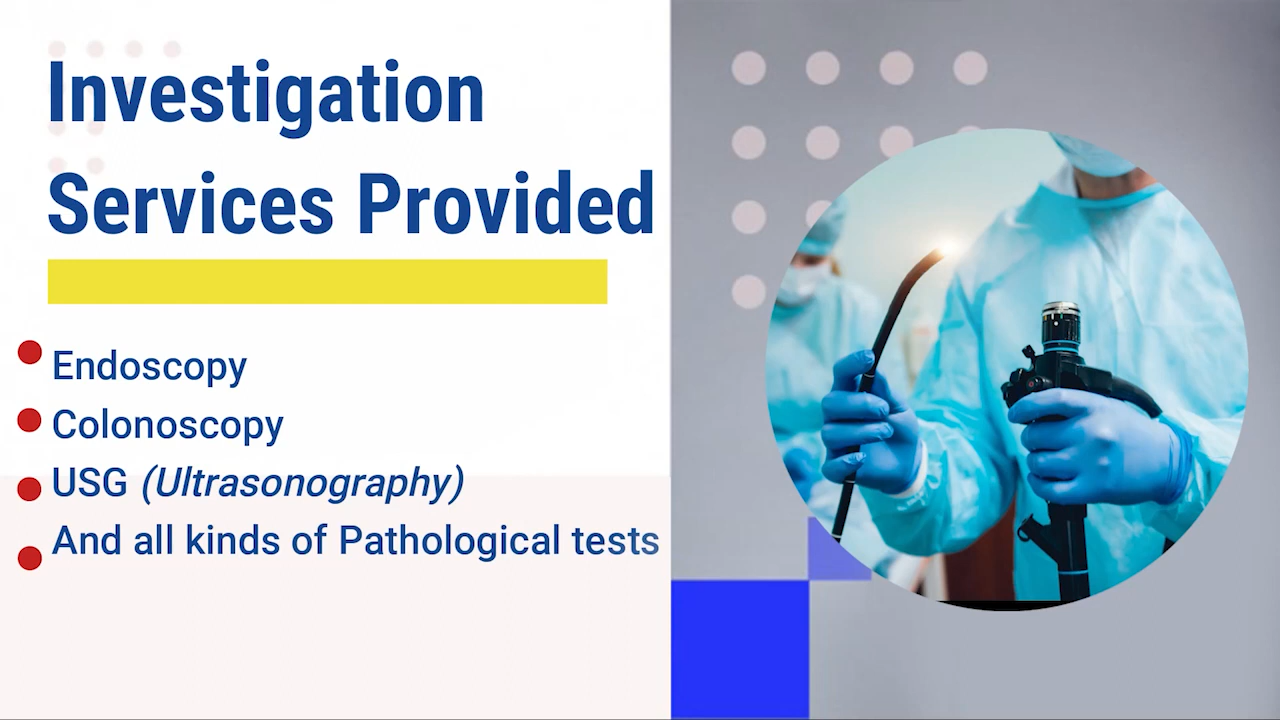 Investigation
Services Provided
Endoscopy
Colonoscopy
USG (Ultrasonography)
And all kinds of Pathological tests